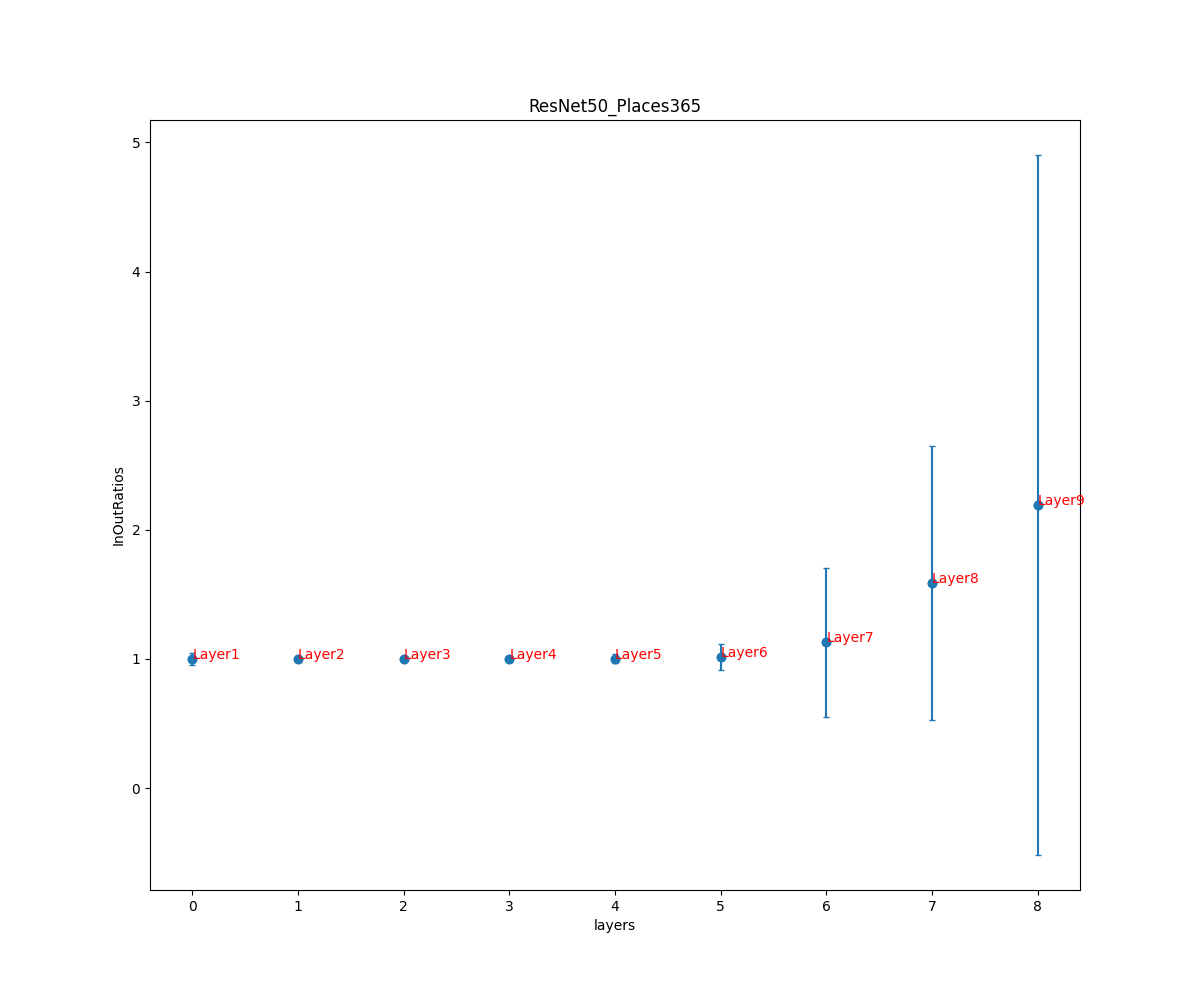 ResNet50_Places365
5
4
3
2
1
0
InOutRatios
Layer1
Layer2
Layer3
Layer4
Layer5
Layer6
Layer7
Layer8
Layer9
0 1 2 3 4 5 6 7 8
layers